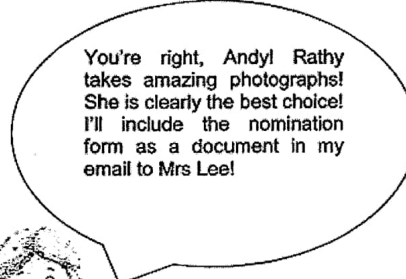 You're right, Andy! Rathy
takes amazing photographs!
She is clearly the best choice!
I'll include the nomination
form as a document in my
email to Mrs Lee!